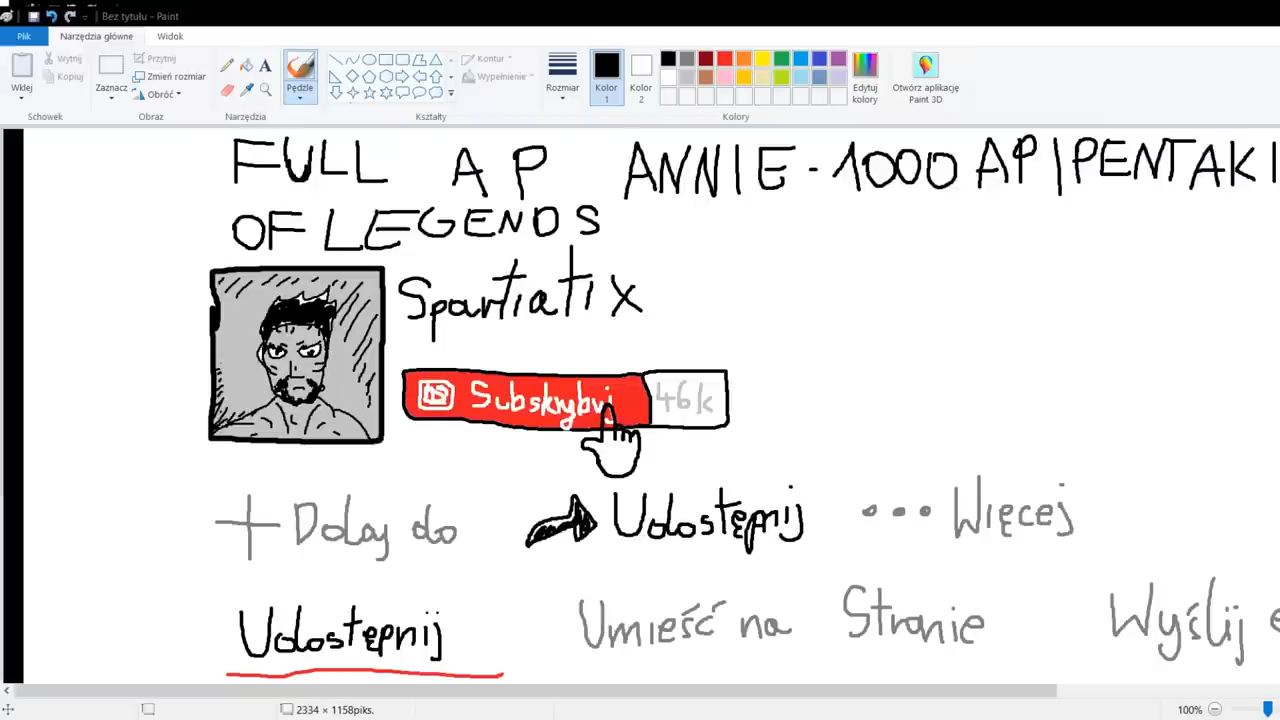 Bez tytułu - Paint
Plik Narzędzia główne Widok
Wklej Wytnij Kopiuj Zaznacz Przytnij Zmień rozmiar Obróć A Pędzle Kontur Wypełnienie Rozmiar Kolor 1 Kolor 2 Edytuj kolory Otwórz aplikację Paint 3D
Schowek Obraz Narzędzia Kształty Kolory
FULL AP ANNIE - 1000 AP | PENTAKI
OF LEGENDS
Spartiatix
Subskrybuj 46k
+ Dodaj do Udostępnij ... Więcej
Udostępnij Umieść na Stronie Wyślij
2334 × 1158piks. 100%